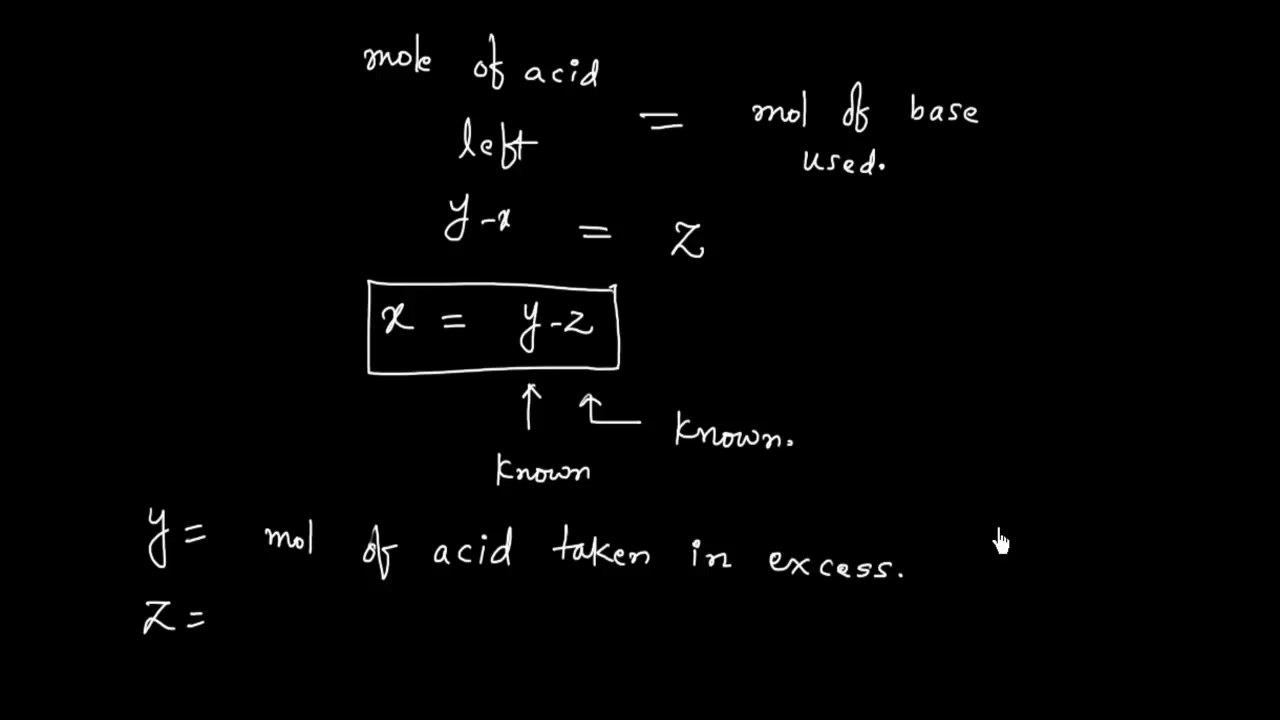 mole of acid
left
= mol of base
used.
y-x = z
x = y-z
known.
known
y = mol of acid taken in excess.
z =